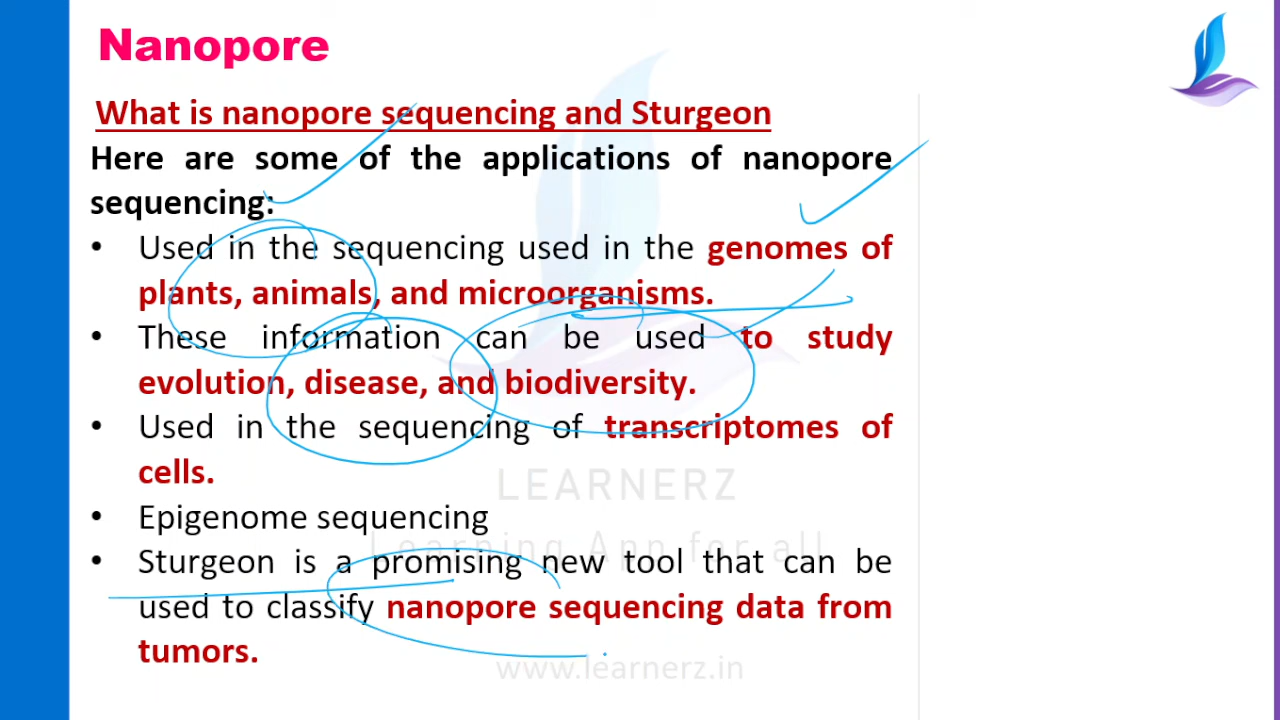 Nanopore
What is nanopore sequencing and Sturgeon
Here are some of the applications of nanopore
sequencing:
• Used in the sequencing used in the genomes of
plants, animals, and microorganisms.
• These information can be used to study
evolution, disease, and biodiversity.
• Used in the sequencing of transcriptomes of
cells.
LEARNERZ
• Epigenome sequencing
Learning App for all
• Sturgeon is a promising new tool that can be
used to classify nanopore sequencing data from
tumors.
www.learnerz.in